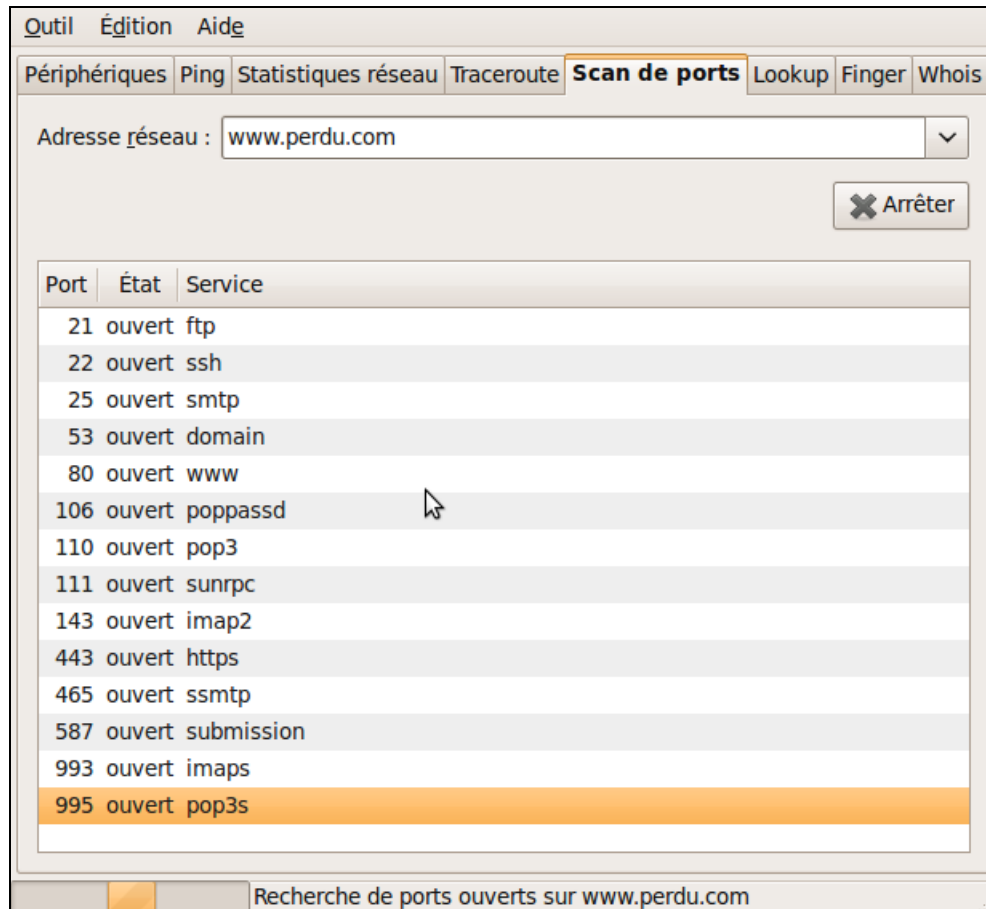 Outil Édition Aide
Périphériques Ping Statistiques réseau Traceroute Scan de ports Lookup Finger Whois
Adresse réseau : www.perdu.com
Arrêter
Port État Service
21 ouvert ftp
22 ouvert ssh
25 ouvert smtp
53 ouvert domain
80 ouvert www
106 ouvert poppassd
110 ouvert pop3
111 ouvert sunrpc
143 ouvert imap2
443 ouvert https
465 ouvert ssmtp
587 ouvert submission
993 ouvert imaps
995 ouvert pop3s
Recherche de ports ouverts sur www.perdu.com